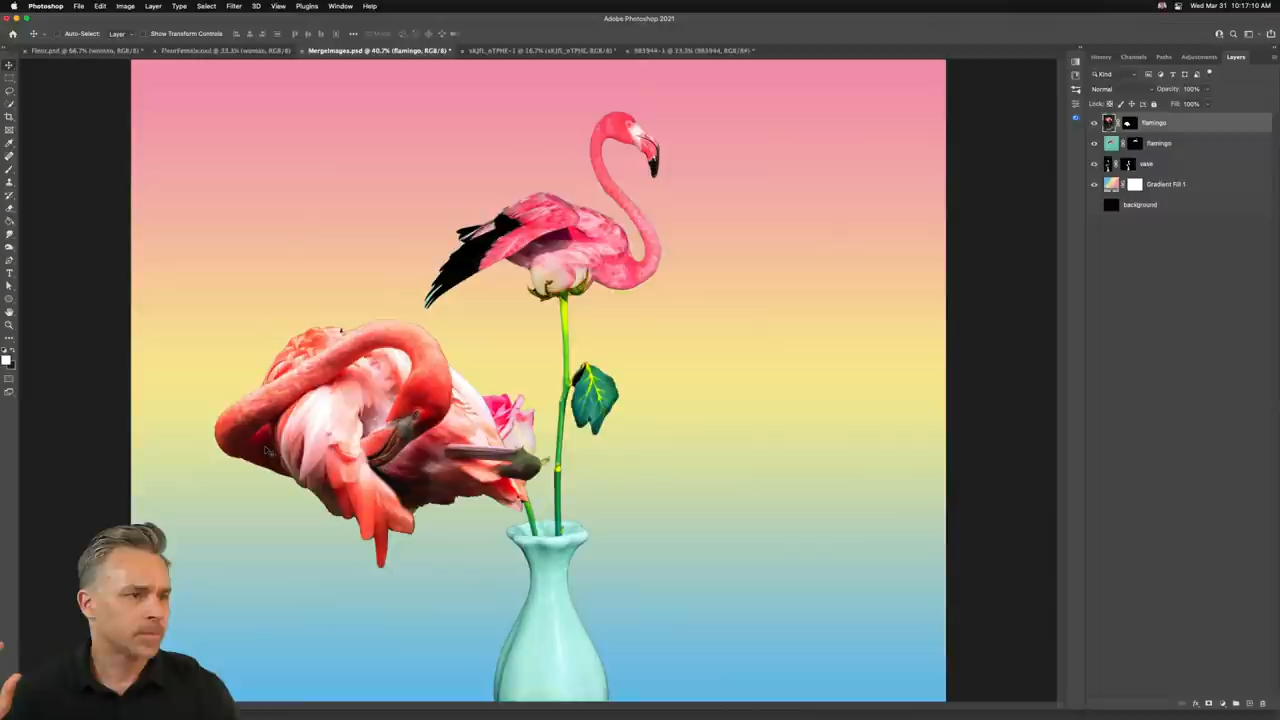 Photoshop File Edit Image Layer Type Select Filter 3D View Plugins Window Help Wed Mar 31 10:17:10 AM
Adobe Photoshop 2021
Auto-Select: Layer Show Transform Controls
MergeImages.psd @ 40.7% (flamingo, RGB/8) *
History Channels Paths Adjustments Layers
Kind
Normal Opacity: 100%
Lock: Fill: 100%
flamingo
flamingo
vase
Gradient Fill 1
background